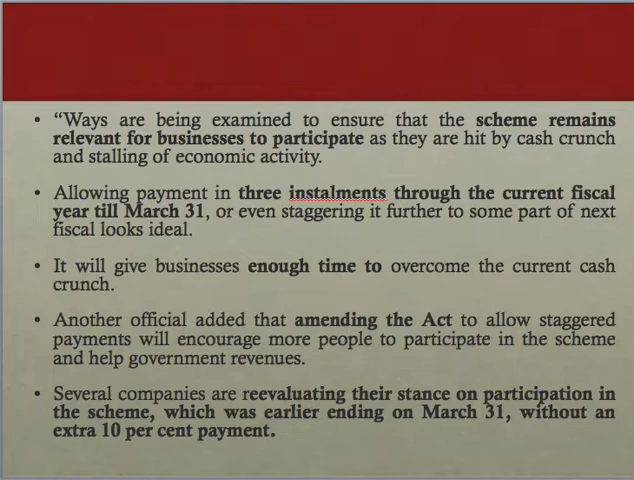 • “Ways are being examined to ensure that the scheme remains
relevant for businesses to participate as they are hit by cash crunch
and stalling of economic activity.
• Allowing payment in three instalments through the current fiscal
year till March 31, or even staggering it further to some part of next
fiscal looks ideal.
• It will give businesses enough time to overcome the current cash
crunch.
• Another official added that amending the Act to allow staggered
payments will encourage more people to participate in the scheme
and help government revenues.
• Several companies are reevaluating their stance on participation in
the scheme, which was earlier ending on March 31, without an
extra 10 per cent payment.